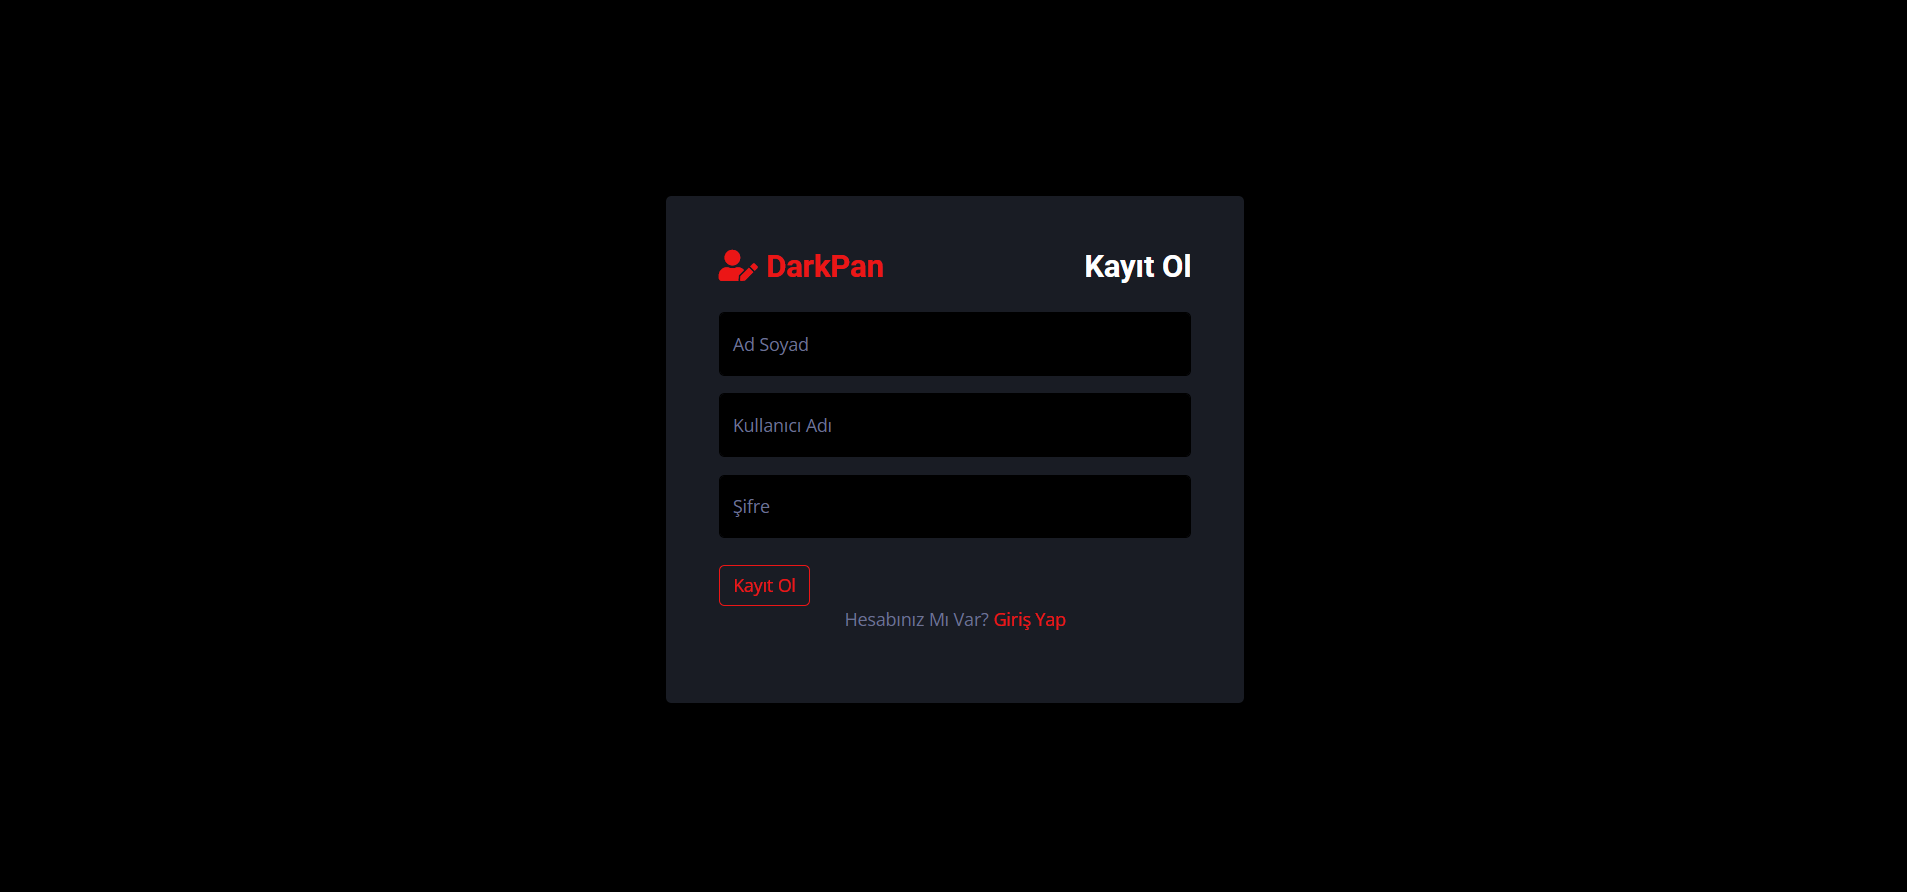 DarkPan
Kayıt Ol
Ad Soyad
Kullanıcı Adı
Şifre
Kayıt Ol
Hesabınız Mı Var? Giriş Yap